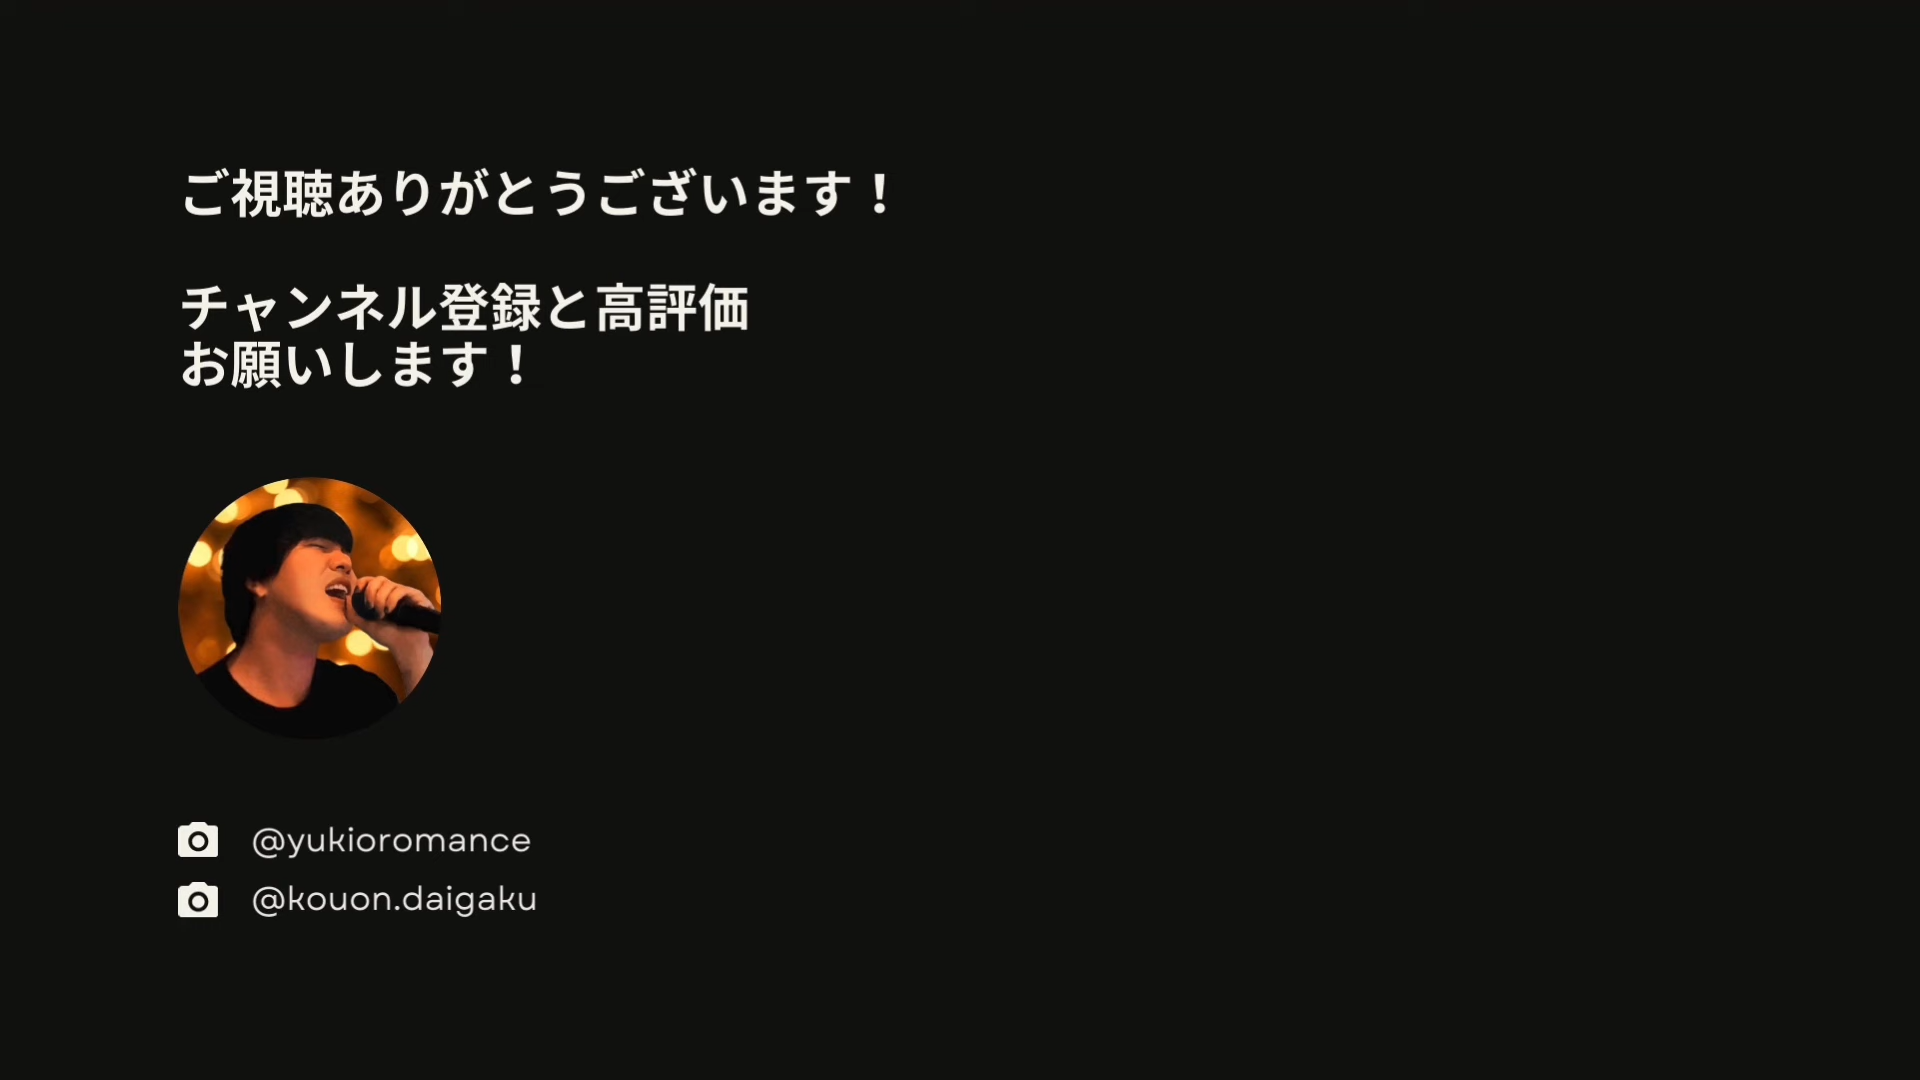 ご視聴ありがとうございます！
チャンネル登録と高評価
お願いします！
@yukioromance
@kouon.daigaku